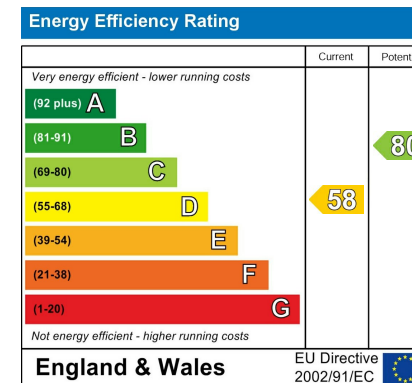 Energy Efficiency Rating
Current Potent
Very energy efficient - lower running costs
(92 plus) A
(81-91) B
80
(69-80) C
(55-68) D
58
(39-54) E
(21-38) F
(1-20) G
Not energy efficient - higher running costs
England & Wales
EU Directive
2002/91/EC